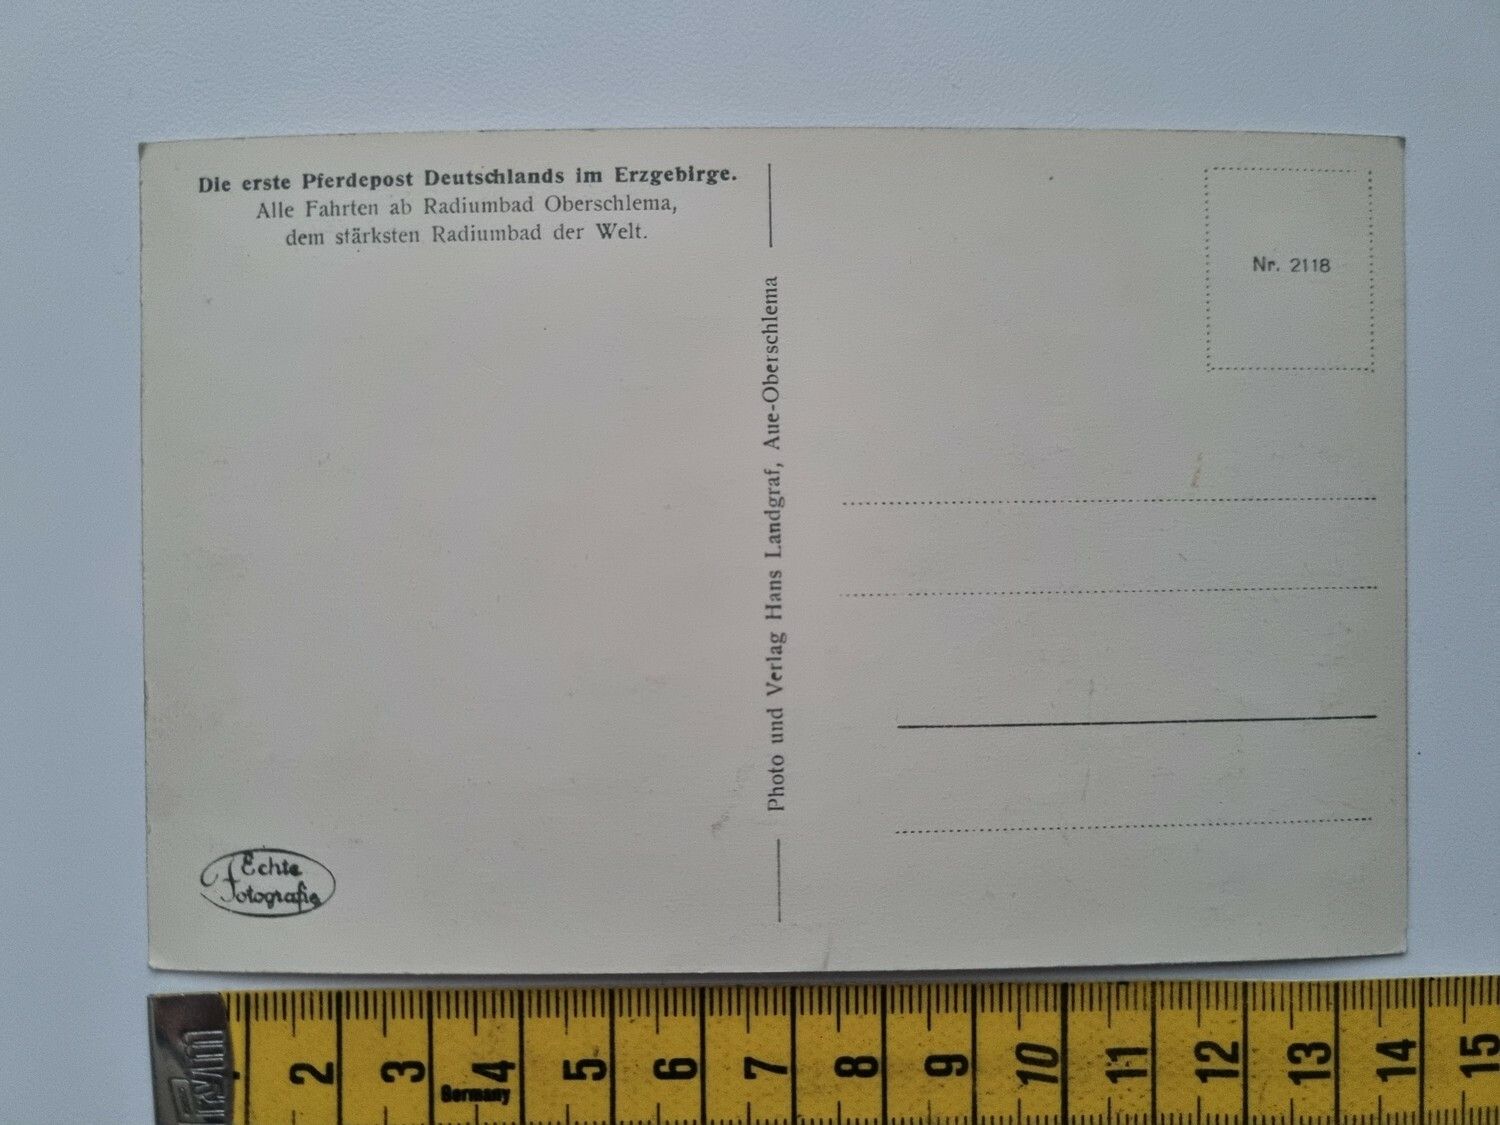 Die erste Pferdepost Deutschlands im Erzgebirge.
Alle Fahrten ab Radiumbad Oberschlema,
dem stärksten Radiumbad der Welt.
Photo und Verlag Hans Landgraf, Aue-Oberschlema
Nr. 2118
Echte
Fotografie
2 3 4 5 6 7 8 9 10 11 12 13 14 15
Germany